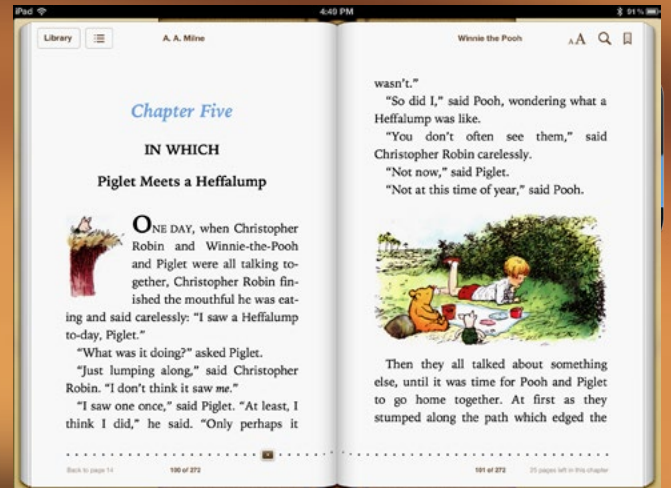 iPad
4:49 PM
91%
Library
A. A. Milne
Winnie the Pooh
AA
Chapter Five
IN WHICH
Piglet Meets a Heffalump
ONE DAY, when Christopher
Robin and Winnie-the-Pooh
and Piglet were all talking to-
gether, Christopher Robin fin-
ished the mouthful he was eat-
ing and said carelessly: “I saw a Heffalump
to-day, Piglet.”
“What was it doing?” asked Piglet.
“Just lumping along,” said Christopher
Robin. “I don’t think it saw me.”
“I saw one once,” said Piglet. “At least, I
think I did,” he said. “Only perhaps it
Back to page 14
100 of 272
wasn’t.”
“So did I,” said Pooh, wondering what a
Heffalump was like.
“You don’t often see them,” said
Christopher Robin carelessly.
“Not now,” said Piglet.
“Not at this time of year,” said Pooh.
Then they all talked about something
else, until it was time for Pooh and Piglet
to go home together. At first as they
stumped along the path which edged the
101 of 272
25 pages left in this chapter